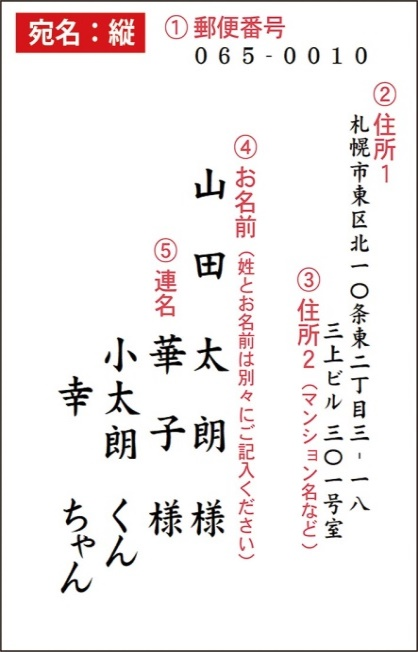 宛名：縦
①郵便番号
０６５-００１０
②住所1
札幌市東区北一〇条東二丁目三-一八
③住所2（マンション名など）
三上ビル 三〇一号室
④お名前（姓とお名前は別々にご記入ください）
山田 太朗 様
⑤連名
華子 様
小太朗 くん
幸 ちゃん